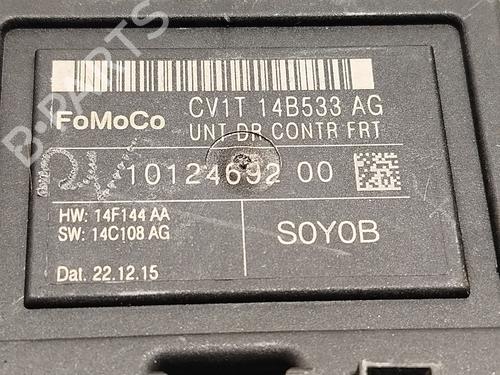 B-PARTS
FoMoCo
CV1T 14B533 AG
UNT DR CONTR FRT
10124692 00
HW: 14F144 AA
SW: 14C108 AG
SOYOB
Dat. 22.12.15